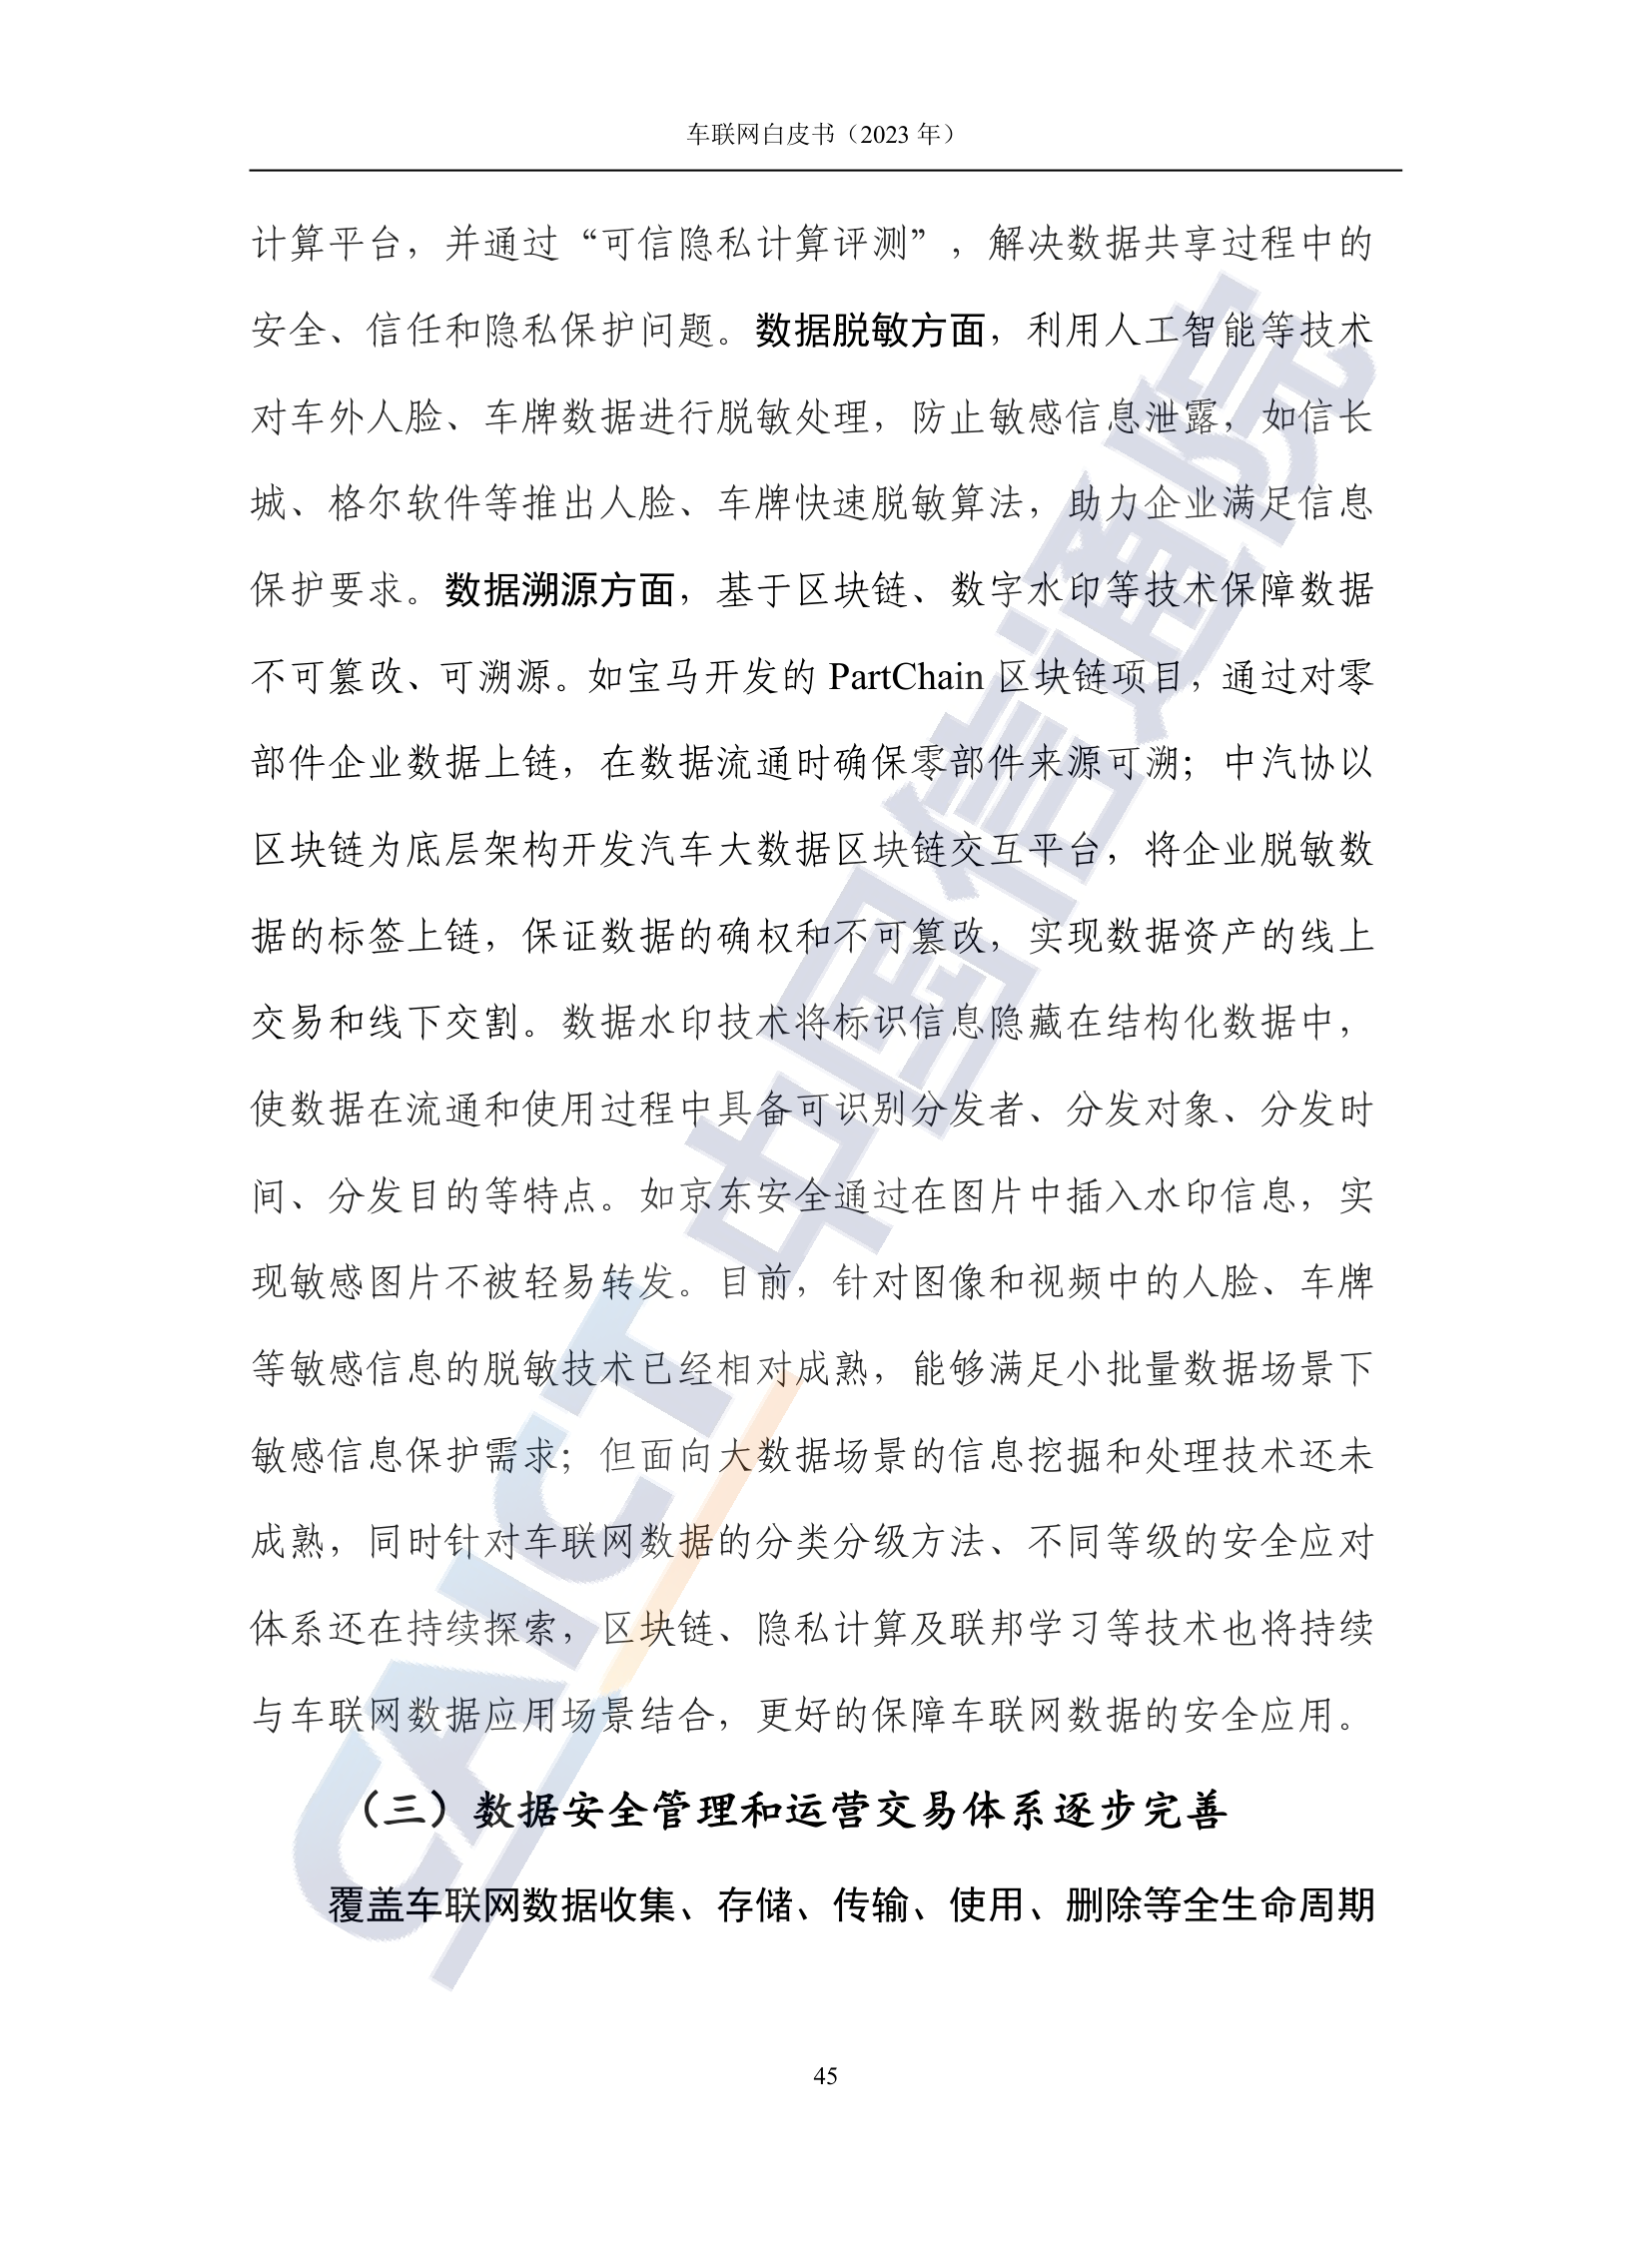 车联网白皮书（2023 年）
计算平台，并通过“可信隐私计算评测”，解决数据共享过程中的
安全、信任和隐私保护问题。数据脱敏方面，利用人工智能等技术
对车外人脸、车牌数据进行脱敏处理，防止敏感信息泄露，如信长
城、格尔软件等推出人脸、车牌快速脱敏算法，助力企业满足信息
保护要求。数据溯源方面，基于区块链、数字水印等技术保障数据
不可篡改、可溯源。如宝马开发的 PartChain 区块链项目，通过对零
部件企业数据上链，在数据流通时确保零部件来源可溯；中汽协以
区块链为底层架构开发汽车大数据区块链交互平台，将企业脱敏数
据的标签上链，保证数据的确权和不可篡改，实现数据资产的线上
交易和线下交割。数据水印技术将标识信息隐藏在结构化数据中，
使数据在流通和使用过程中具备可识别分发者、分发对象、分发时
间、分发目的等特点。如京东安全通过在图片中插入水印信息，实
现敏感图片不被轻易转发。目前，针对图像和视频中的人脸、车牌
等敏感信息的脱敏技术已经相对成熟，能够满足小批量数据场景下
敏感信息保护需求；但面向大数据场景的信息挖掘和处理技术还未
成熟，同时针对车联网数据的分类分级方法、不同等级的安全应对
体系还在持续探索，区块链、隐私计算及联邦学习等技术也将持续
与车联网数据应用场景结合，更好的保障车联网数据的安全应用。
（三）数据安全管理和运营交易体系逐步完善
覆盖车联网数据收集、存储、传输、使用、删除等全生命周期
45
CAICT 中国信通院